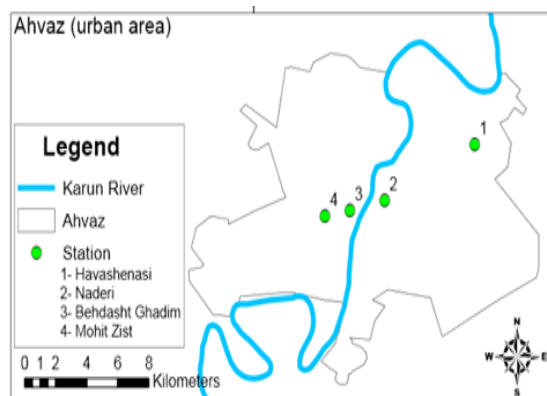 Ahvaz (urban area)
Legend
Karun River
Ahvaz
Station
1- Havashenasi
2- Naderi
3- Behdasht Ghadim
4- Mohit Zist
0 1 2 4 6 8
Kilometers
1
2
3
4
N
W E
S